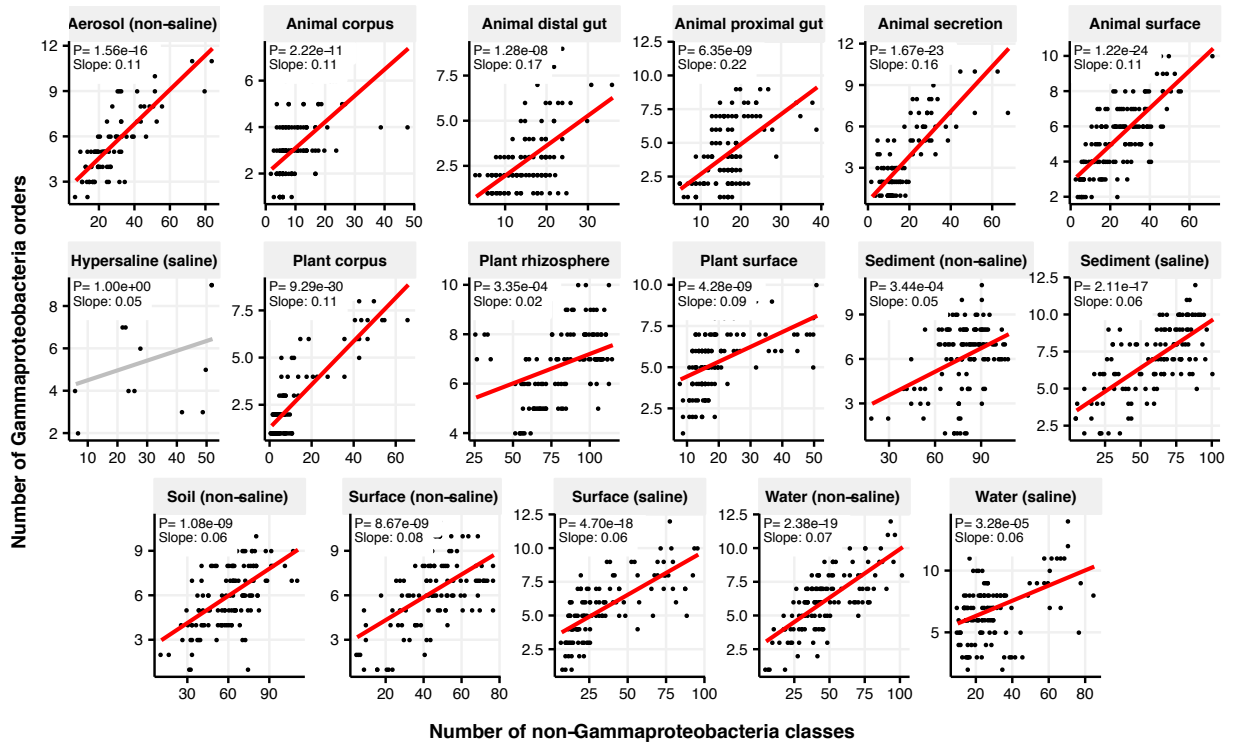 Number of Gammaproteobacteria orders
Aerosol (non-saline)
P= 1.56e-16
Slope: 0.11
12
9
6
3
20 40 60 80
Animal corpus
P= 2.22e-11
Slope: 0.11
6
4
2
0 10 20 30 40 50
Animal distal gut
P= 1.28e-08
Slope: 0.17
7.5
5.0
2.5
10 20 30
Animal proximal gut
P= 6.35e-09
Slope: 0.22
12.5
10.0
7.5
5.0
2.5
10 20 30 40
Animal secretion
P= 1.67e-23
Slope: 0.16
12
9
6
3
0 20 40 60
Animal surface
P= 1.22e-24
Slope: 0.11
10
8
6
4
2
0 20 40 60
Hypersaline (saline)
P= 1.00e+00
Slope: 0.05
8
6
4
2
10 20 30 40 50
Plant corpus
P= 9.29e-30
Slope: 0.11
7.5
5.0
2.5
0 20 40 60
Plant rhizosphere
P= 3.35e-04
Slope: 0.02
10
8
6
4
25 50 75 100
Plant surface
P= 4.28e-09
Slope: 0.09
10.0
7.5
5.0
2.5
10 20 30 40 50
Sediment (non-saline)
P= 3.44e-04
Slope: 0.05
9
6
3
30 60 90
Sediment (saline)
P= 2.11e-17
Slope: 0.06
12.5
10.0
7.5
5.0
2.5
25 50 75 100
Soil (non-saline)
P= 1.08e-09
Slope: 0.06
9
6
3
30 60 90
Surface (non-saline)
P= 8.67e-09
Slope: 0.08
9
6
3
20 40 60 80
Surface (saline)
P= 4.70e-18
Slope: 0.06
12.5
10.0
7.5
5.0
2.5
25 50 75 100
Water (non-saline)
P= 2.38e-19
Slope: 0.07
12.5
10.0
7.5
5.0
2.5
25 50 75 100
Water (saline)
P= 3.28e-05
Slope: 0.06
10
5
20 40 60 80
Number of non-Gammaproteobacteria classes